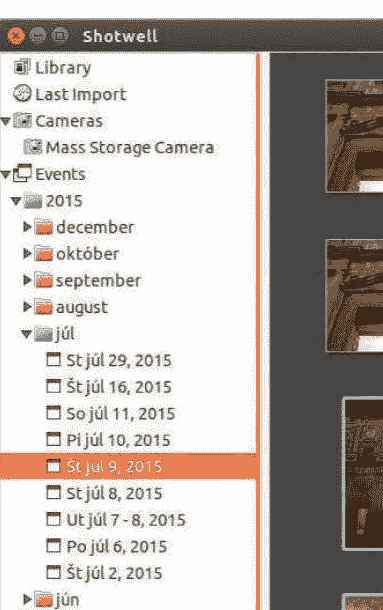 Shotwell
Library
Last Import
Cameras
Mass Storage Camera
Events
2015
december
október
september
august
júl
St júl 29, 2015
Št júl 16, 2015
So júl 11, 2015
Pi júl 10, 2015
Št júl 9, 2015
St júl 8, 2015
Ut júl 7 - 8, 2015
Po júl 6, 2015
Št júl 2, 2015
jún